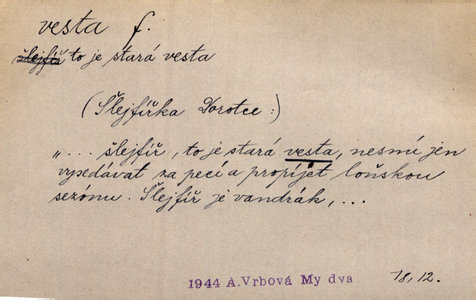 vesta f.
šlejfíř to je stará vesta
(Šlejfířka Dorotce:)
„... šlejfíř, to je stará vesta, nesmí jen
vysedávat za pecí a propíjet loňskou
sezónu. Šlejfíř je vandrák, ...
1944 A.Vrbová My dva 18,12.